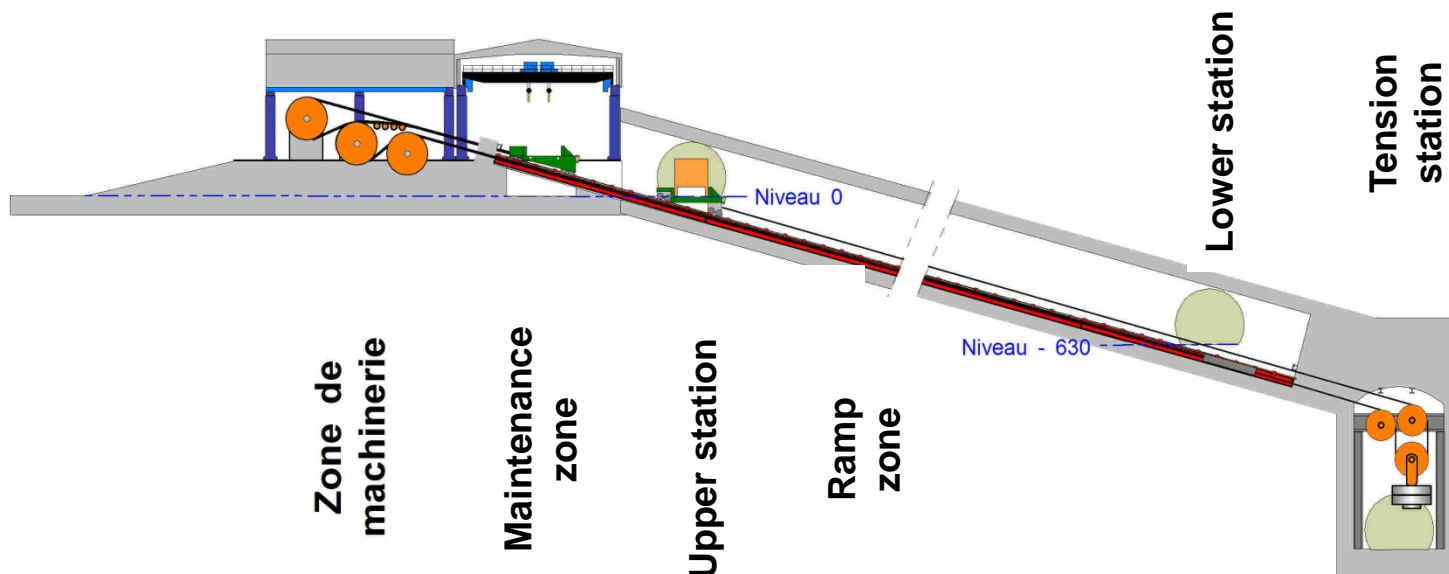 Zone de
machinerie
Maintenance
zone
Upper station
Niveau 0
Ramp
zone
Niveau - 630
Lower station
Tension
station